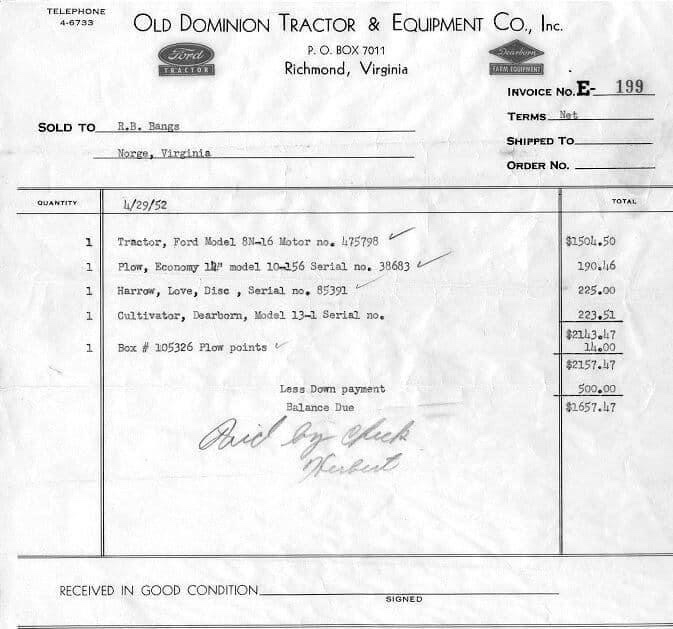 TELEPHONE
4-6733
OLD DOMINION TRACTOR & EQUIPMENT CO., INC.
Ford
TRACTOR
P. O. BOX 7011
Richmond, Virginia
Dearborn
FARM EQUIPMENT
INVOICE NO. E- 199
TERMS Net
SHIPPED TO
ORDER NO.
SOLD TO R.B. Bangs
Norge, Virginia
QUANTITY 4/29/52 TOTAL
1 Tractor, Ford Model 8N-16 Motor no. 475798 ✓ $1504.50
1 Plow, Economy 14" model 10-156 Serial no. 38683 ✓ 190.46
1 Harrow, Love, Disc , Serial no. 85391 ✓ 225.00
1 Cultivator, Dearborn, Model 13-1 Serial no. 223.51
$2143.47
1 Box # 105326 Plow points ✓ 14.00
$2157.47
Less Down payment 500.00
Balance Due $1657.47
Paid by check
Herbert
RECEIVED IN GOOD CONDITION
SIGNED